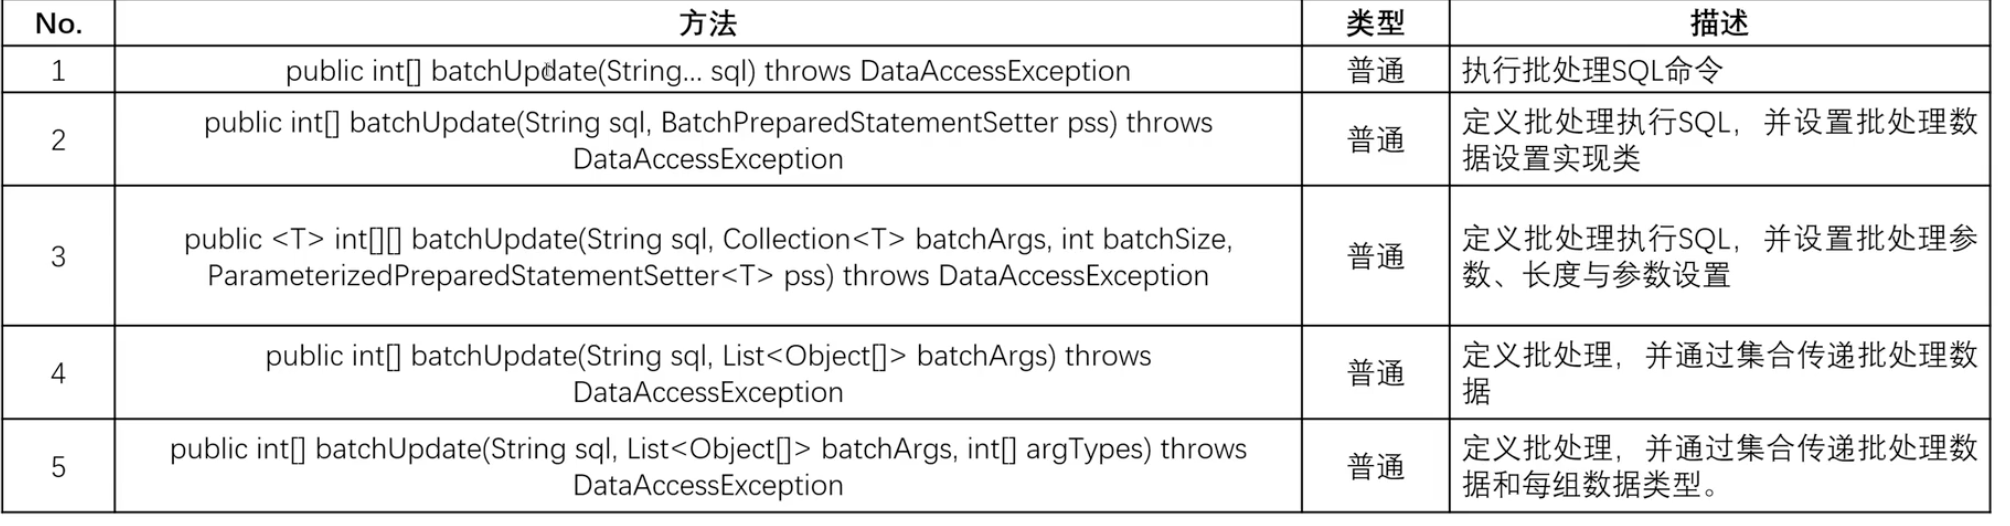 No. 方法 类型 描述
1 public int[] batchUpdate(String... sql) throws DataAccessException 普通 执行批处理SQL命令
2 public int[] batchUpdate(String sql, BatchPreparedStatementSetter pss) throws
DataAccessException 普通 定义批处理执行SQL，并设置批处理数
据设置实现类
3 public <T> int[][] batchUpdate(String sql, Collection<T> batchArgs, int batchSize,
ParameterizedPreparedStatementSetter<T> pss) throws DataAccessException 普通 定义批处理执行SQL，并设置批处理参
数、长度与参数设置
4 public int[] batchUpdate(String sql, List<Object[]> batchArgs) throws
DataAccessException 普通 定义批处理，并通过集合传递批处理数
据
5 public int[] batchUpdate(String sql, List<Object[]> batchArgs, int[] argTypes) throws
DataAccessException 普通 定义批处理，并通过集合传递批处理数
据和每组数据类型。